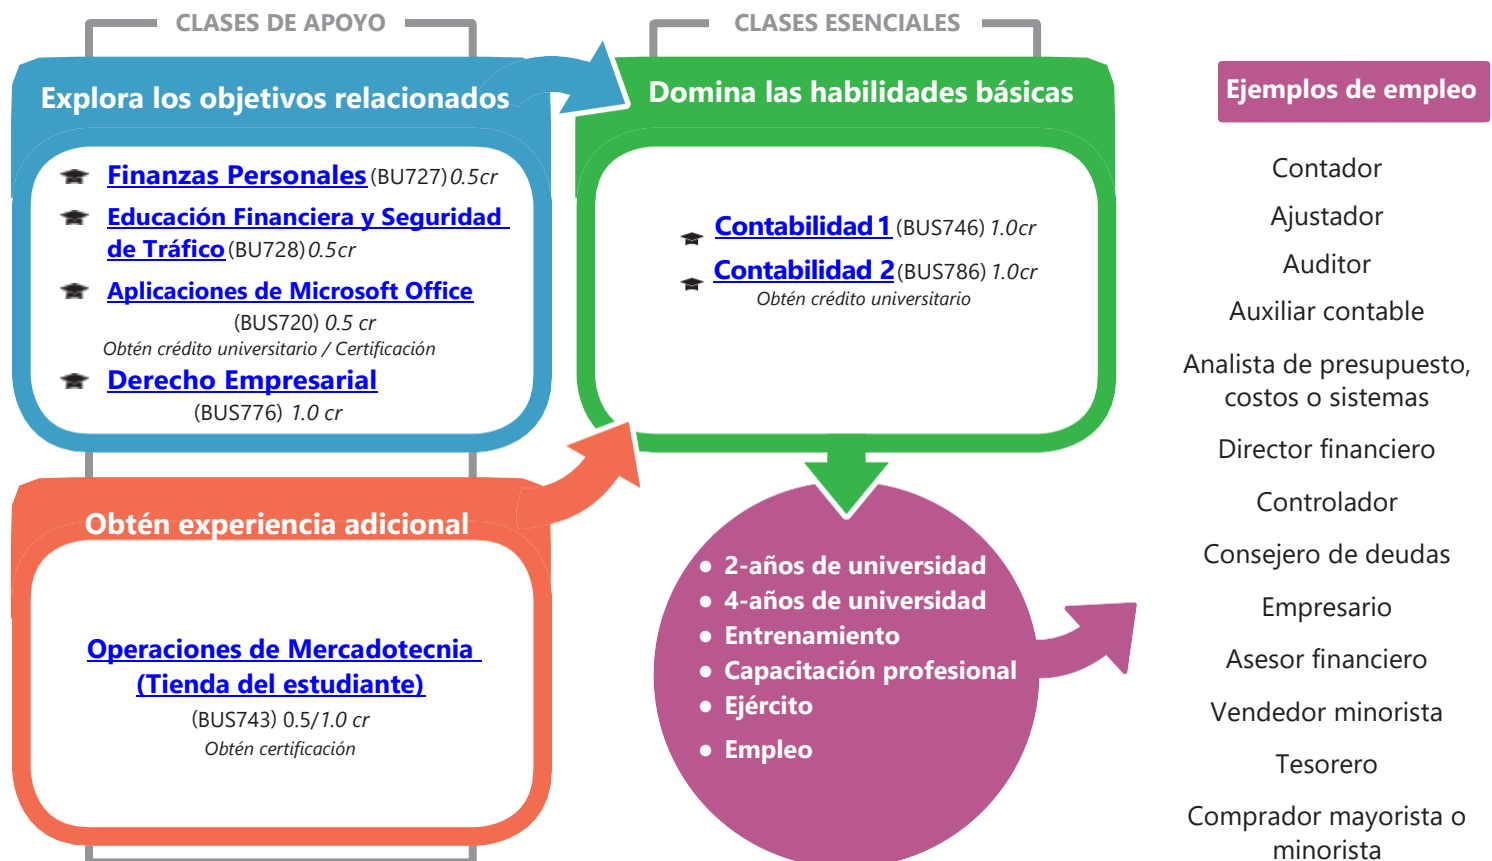 CLASES DE APOYO
Explora los objetivos relacionados
Finanzas Personales (BU727) 0.5cr
Educación Financiera y Seguridad
de Tráfico (BU728) 0.5cr
Aplicaciones de Microsoft Office
(BUS720) 0.5 cr
Obtén crédito universitario / Certificación
Derecho Empresarial
(BUS776) 1.0 cr
Obtén experiencia adicional
Operaciones de Mercadotecnia
(Tienda del estudiante)
(BUS743) 0.5/1.0 cr
Obtén certificación
CLASES ESENCIALES
Domina las habilidades básicas
Contabilidad 1 (BUS746) 1.0cr
Contabilidad 2 (BUS786) 1.0cr
Obtén crédito universitario
● 2-años de universidad
● 4-años de universidad
● Entrenamiento
● Capacitación profesional
● Ejército
● Empleo
Ejemplos de empleo
Contador
Ajustador
Auditor
Auxiliar contable
Analista de presupuesto,
costos o sistemas
Director financiero
Controlador
Consejero de deudas
Empresario
Asesor financiero
Vendedor minorista
Tesorero
Comprador mayorista o
minorista